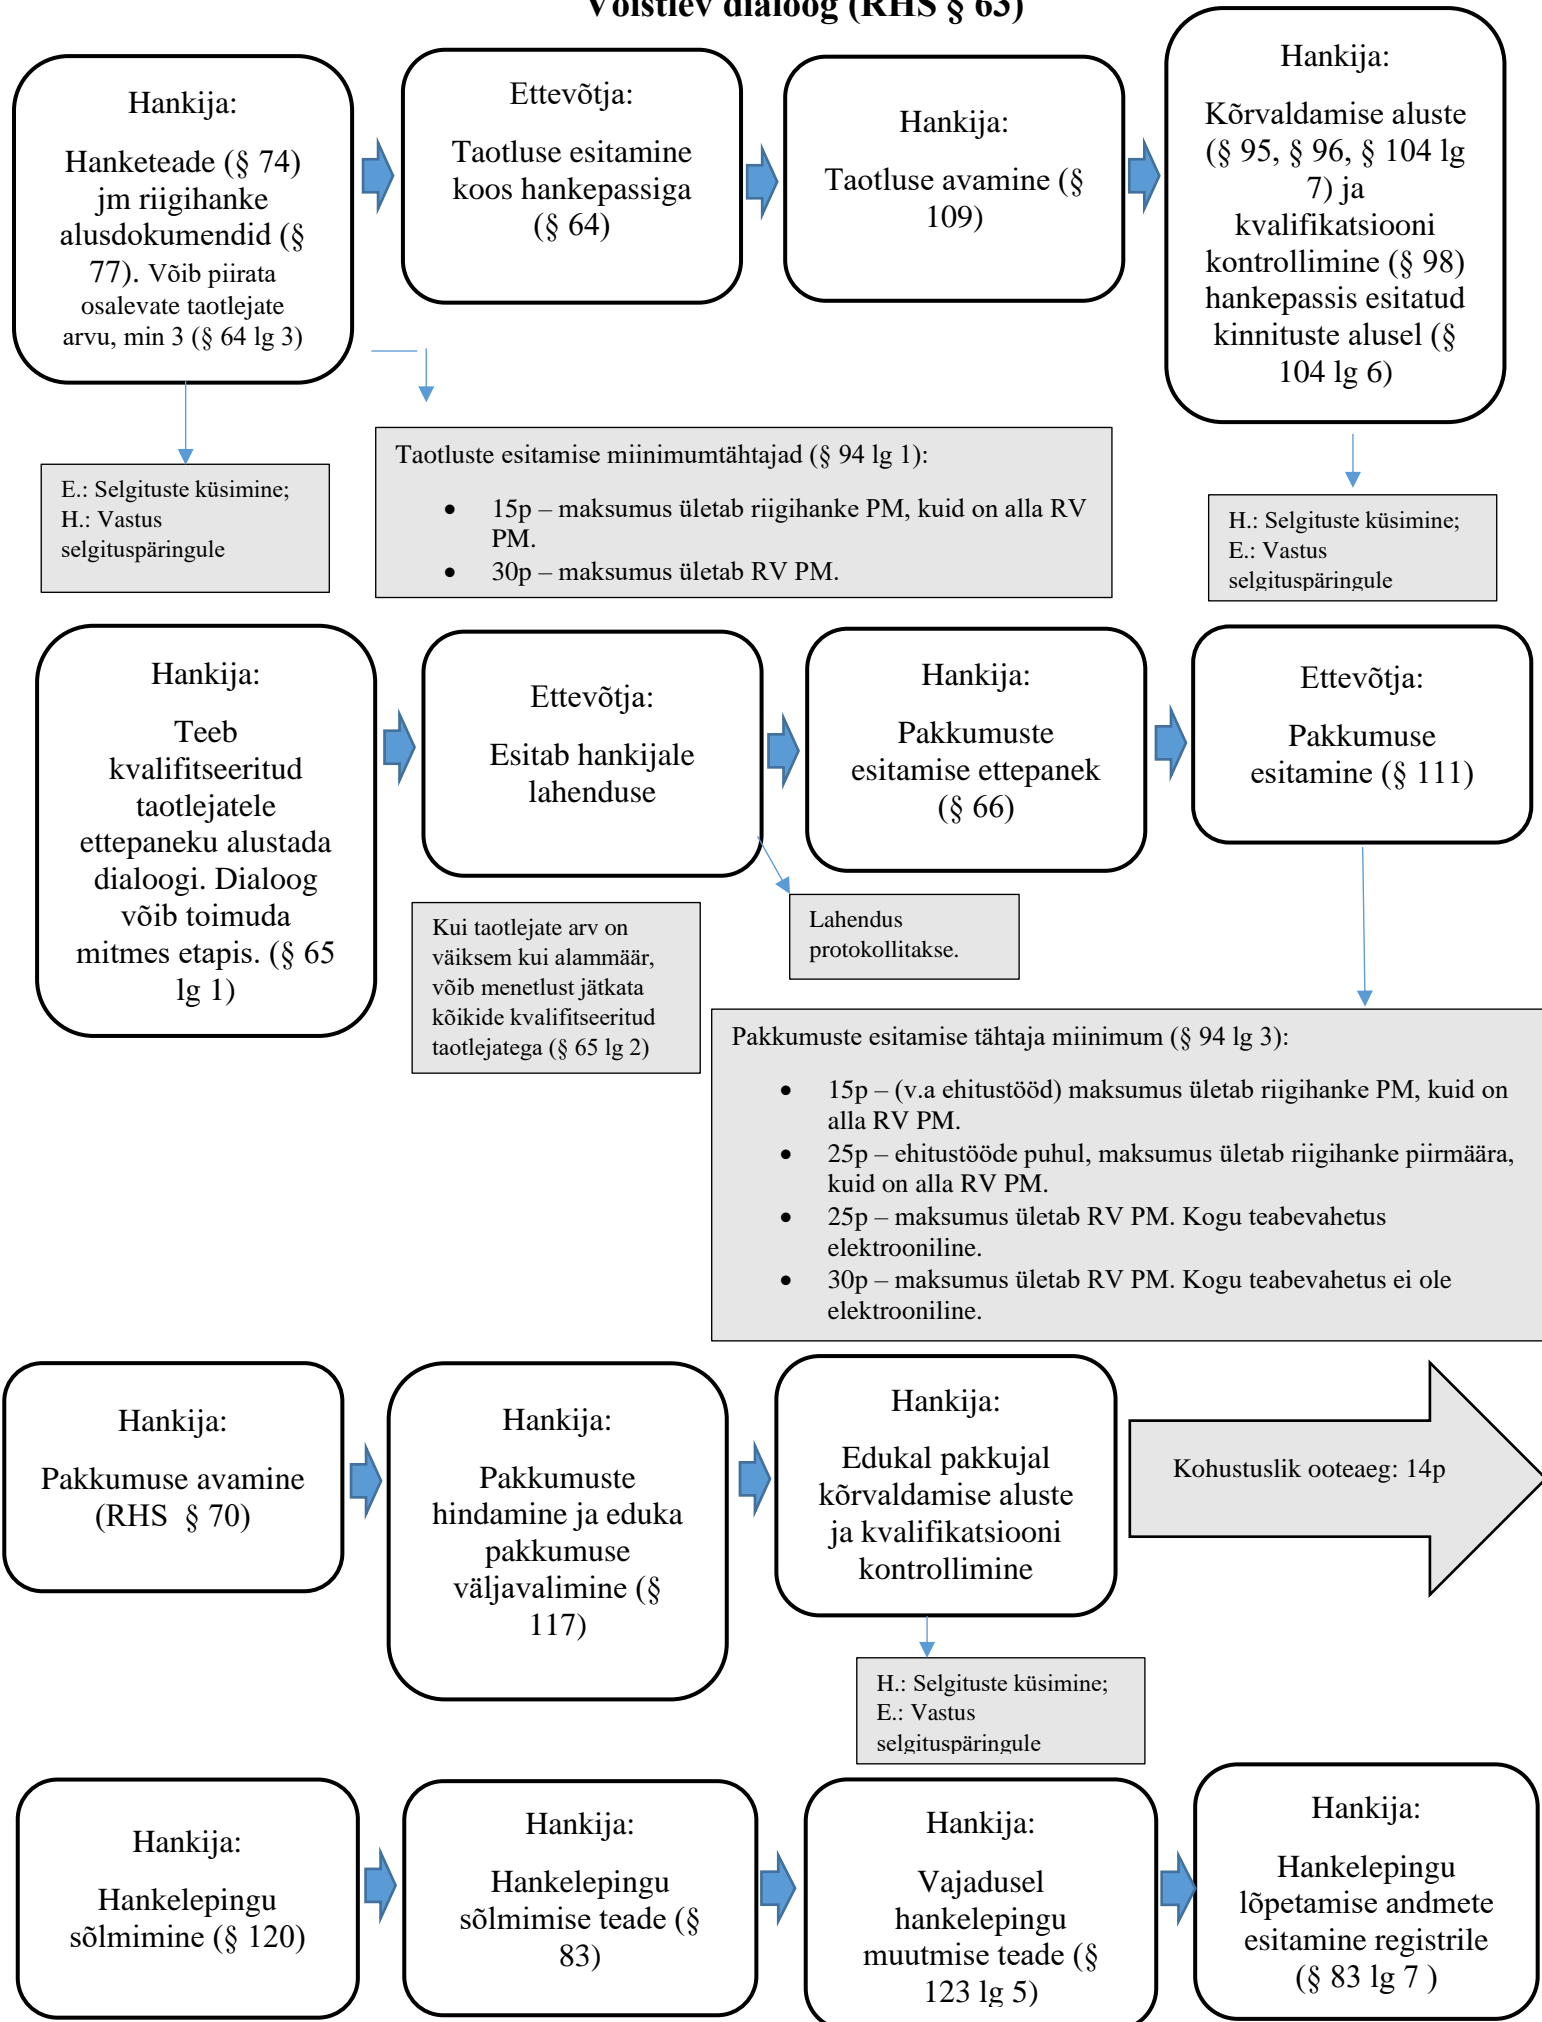 Võistlev dialoog (RHS § 63)
Hankija:
Hanketeade (§ 74)
jm riigihanke
alusdokumendid (§
77). Võib piirata
osalevate taotlejate
arvu, min 3 (§ 64 lg 3)
Ettevõtja:
Taotluse esitamine
koos hankepassiga
(§ 64)
Hankija:
Taotluse avamine (§
109)
Hankija:
Kõrvaldamise aluste
(§ 95, § 96, § 104 lg
7) ja
kvalifikatsiooni
kontrollimine (§ 98)
hankepassis esitatud
kinnituste alusel (§
104 lg 6)
E.: Selgituste küsimine;
H.: Vastus
selgituspäringule
Taotluste esitamise miinimumtähtajad (§ 94 lg 1):
• 15p – maksumus ületab riigihanke PM, kuid on alla RV
PM.
• 30p – maksumus ületab RV PM.
H.: Selgituste küsimine;
E.: Vastus
selgituspäringule
Hankija:
Teeb
kvalifitseeritud
taotlejatele
ettepaneku alustada
dialoogi. Dialoog
võib toimuda
mitmes etapis. (§ 65
lg 1)
Ettevõtja:
Esitab hankijale
lahenduse
Hankija:
Pakkumuste
esitamise ettepanek
(§ 66)
Ettevõtja:
Pakkumuse
esitamine (§ 111)
Kui taotlejate arv on
väiksem kui alammäär,
võib menetlust jätkata
kõikide kvalifitseeritud
taotlejatega (§ 65 lg 2)
Lahendus
protokollitakse.
Pakkumuste esitamise tähtaja miinimum (§ 94 lg 3):
• 15p – (v.a ehitustööd) maksumus ületab riigihanke PM, kuid on
alla RV PM.
• 25p – ehitustööde puhul, maksumus ületab riigihanke piirmäära,
kuid on alla RV PM.
• 25p – maksumus ületab RV PM. Kogu teabevahetus
elektrooniline.
• 30p – maksumus ületab RV PM. Kogu teabevahetus ei ole
elektrooniline.
Hankija:
Pakkumuse avamine
(RHS § 70)
Hankija:
Pakkumuste
hindamine ja eduka
pakkumuse
väljavalimine (§
117)
Hankija:
Edukal pakkujal
kõrvaldamise aluste
ja kvalifikatsiooni
kontrollimine
Kohustuslik ooteaeg: 14p
H.: Selgituste küsimine;
E.: Vastus
selgituspäringule
Hankija:
Hankelepingu
sõlmimine (§ 120)
Hankija:
Hankelepingu
sõlmimise teade (§
83)
Hankija:
Vajadusel
hankelepingu
muutmise teade (§
123 lg 5)
Hankija:
Hankelepingu
lõpetamise andmete
esitamine registrile
(§ 83 lg 7 )